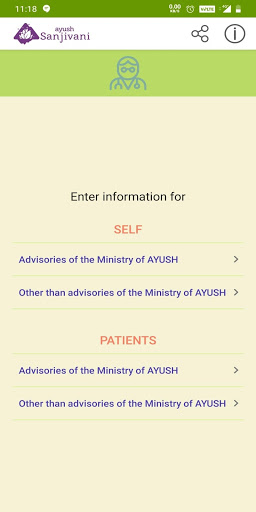 11:18
0.00
KB/S
VoLTE
4G
ayush
Sanjivani
Enter information for
SELF
Advisories of the Ministry of AYUSH
Other than advisories of the Ministry of AYUSH
PATIENTS
Advisories of the Ministry of AYUSH
Other than advisories of the Ministry of AYUSH